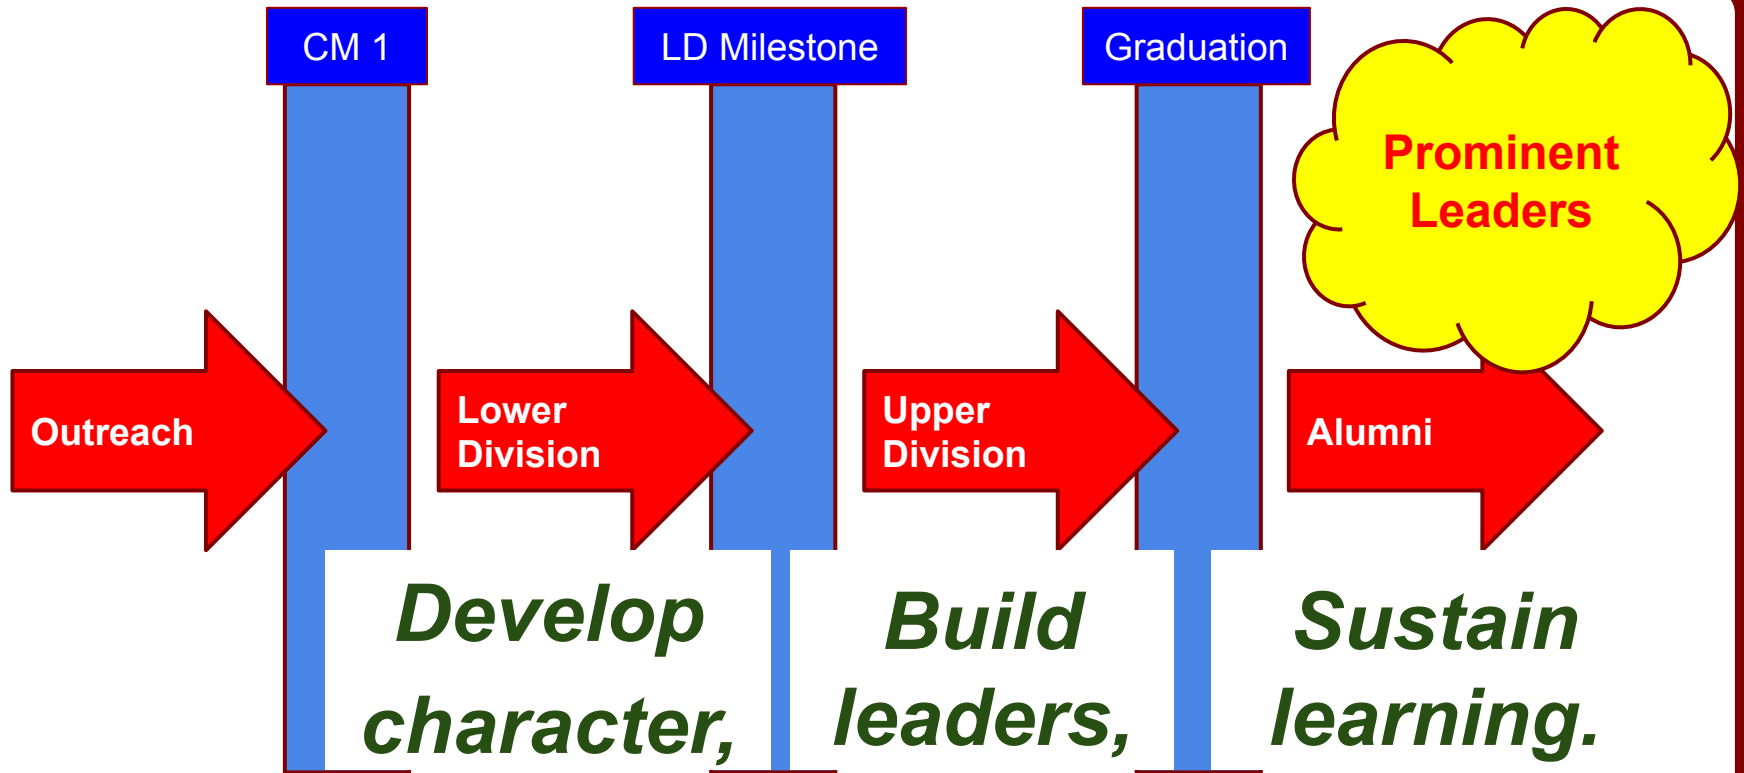 CM 1
LD Milestone
Graduation
Prominent
Leaders
Outreach
Lower
Division
Upper
Division
Alumni
Develop
character,
Build
leaders,
Sustain
learning.